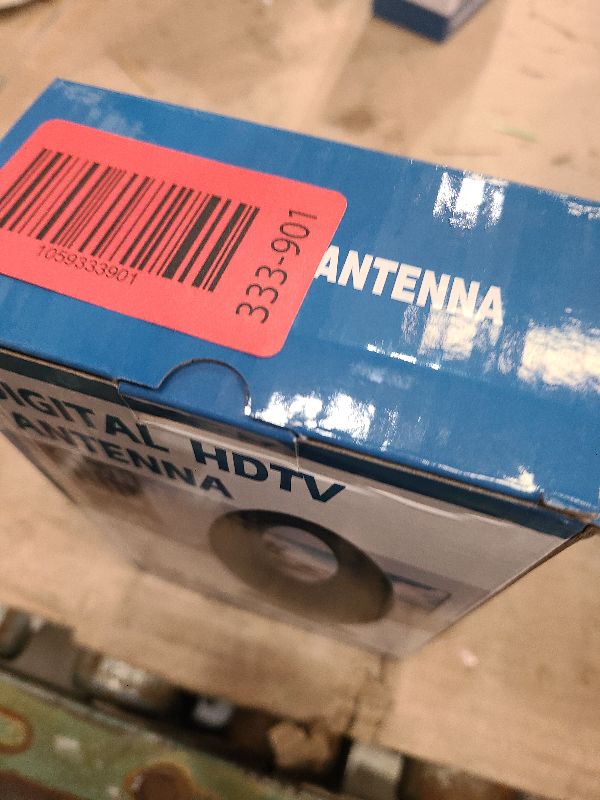 1059333901
333-901
ANTENNA
DIGITAL HDTV
ANTENNA